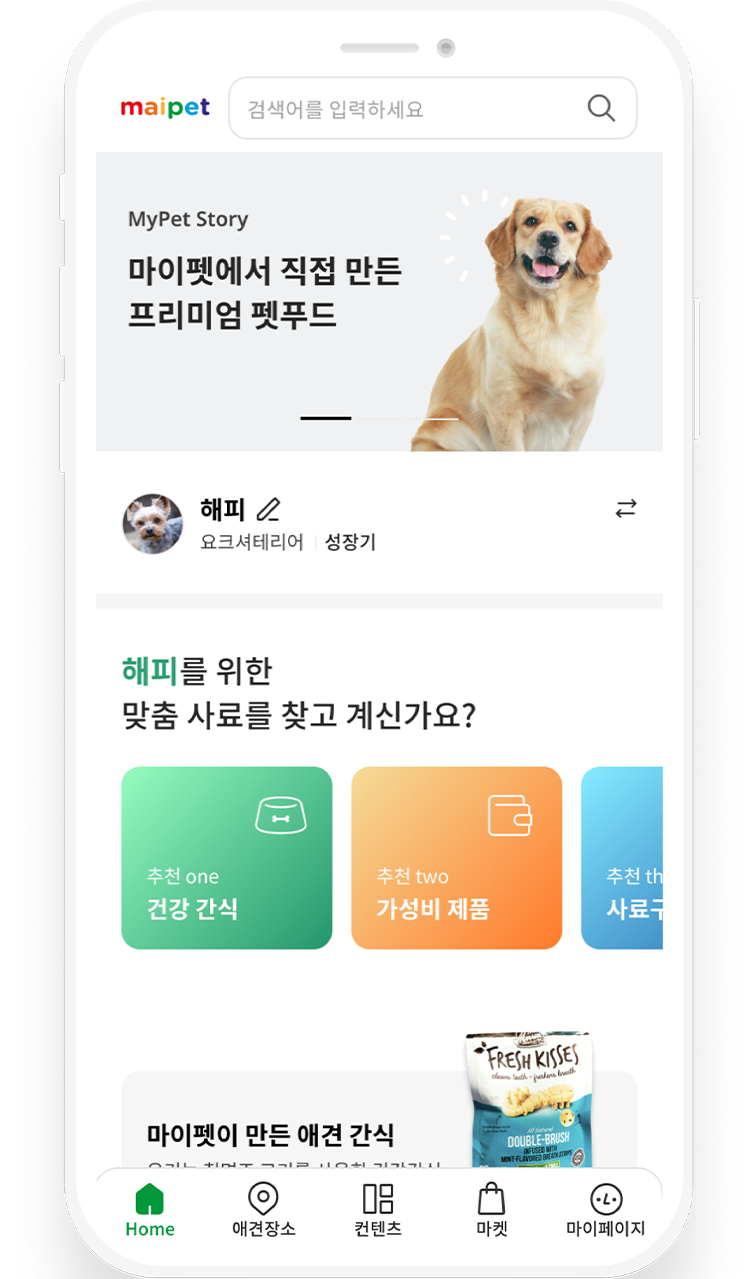 maipet
검색어를 입력하세요
MyPet Story
마이펫에서 직접 만든
프리미엄 펫푸드
해피
요크셔테리어 성장기
해피를 위한
맞춤 사료를 찾고 계신가요?
추천 one
건강 간식
추천 two
가성비 제품
추천 th
사료구
FRESH KISSES
cleans teeth + freshens breath
마이펫이 만든 애견 간식
All Natural
DOUBLE-BRUSH
INFUSED WITH
MINT-FLAVORED BREATH STRIPS
Home
애견장소
컨텐츠
마켓
마이페이지